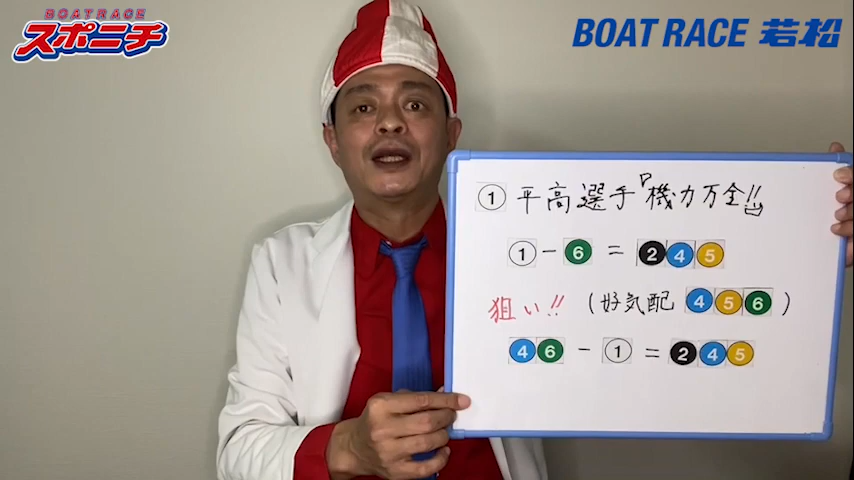 BOATRACE
スポニチ
BOAT RACE 若松
① 平高選手『機力万全!!』
①-⑥=②④⑤
狙い!! (好気配 ④⑤⑥)
④⑥-①=②④⑤